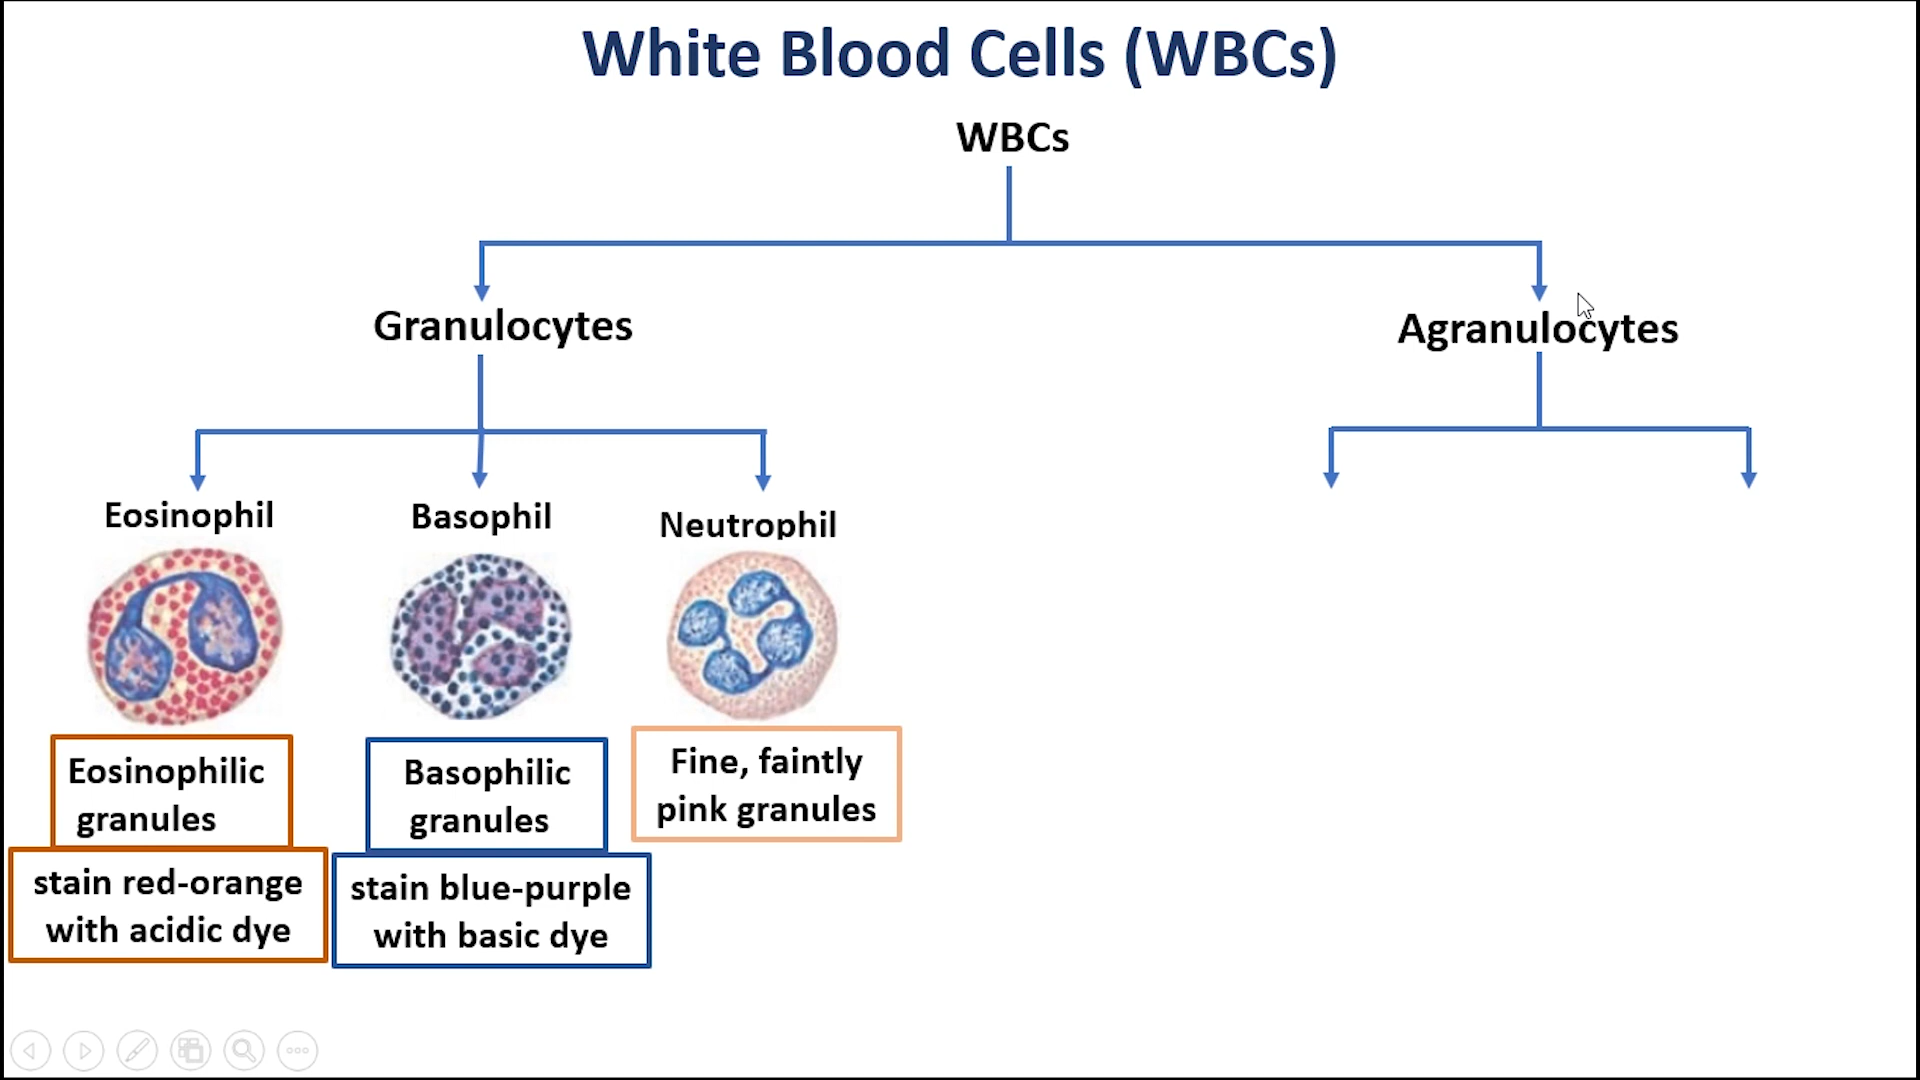 White Blood Cells (WBCs)
WBCs
Granulocytes
Agranulocytes
Eosinophil
Basophil
Neutrophil
Eosinophilic
granules
stain red-orange
with acidic dye
Basophilic
granules
stain blue-purple
with basic dye
Fine, faintly
pink granules